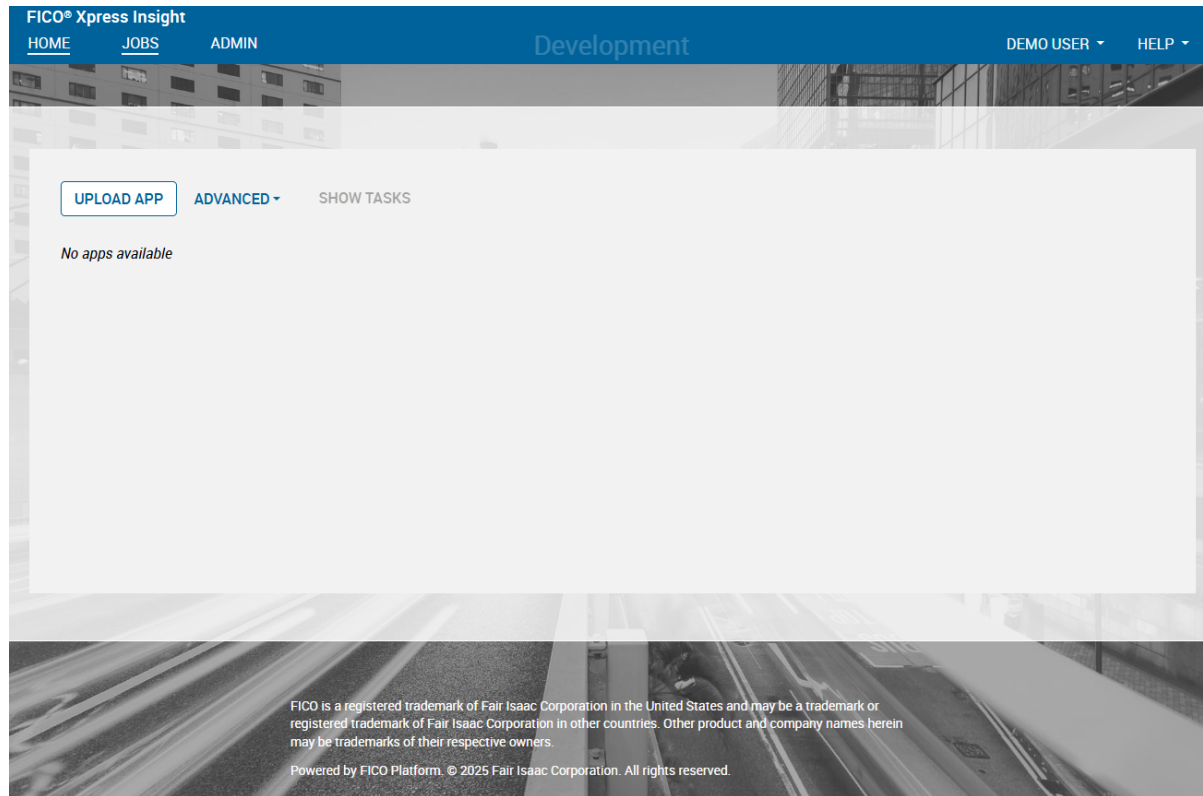 FICO® Xpress Insight
HOME JOBS ADMIN Development DEMO USER HELP
UPLOAD APP ADVANCED SHOW TASKS
No apps available
FICO is a registered trademark of Fair Isaac Corporation in the United States and may be a trademark or
registered trademark of Fair Isaac Corporation in other countries. Other product and company names herein
may be trademarks of their respective owners.
Powered by FICO Platform. © 2025 Fair Isaac Corporation. All rights reserved.